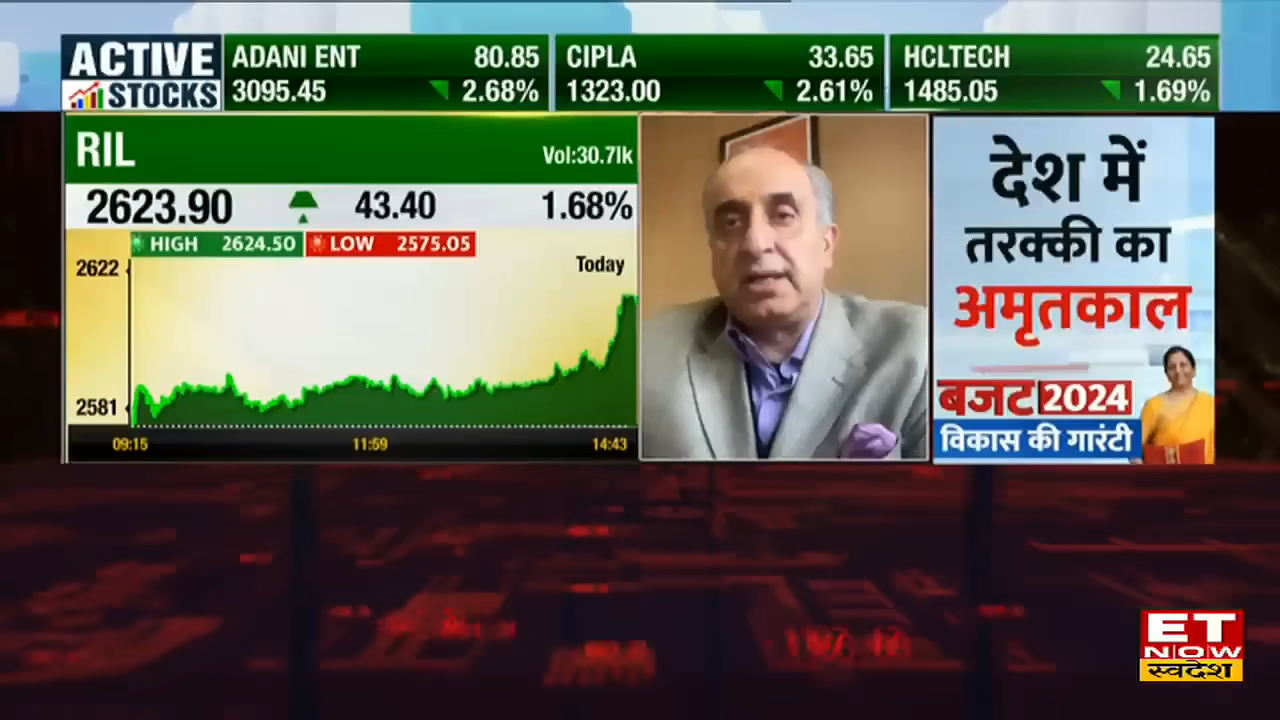 ACTIVE
STOCKS
ADANI ENT 80.85
3095.45 2.68%
CIPLA 33.65
1323.00 2.61%
HCLTECH 24.65
1485.05 1.69%
RIL Vol:30.7lk
2623.90 43.40 1.68%
HIGH 2624.50 LOW 2575.05
2622
Today
2581
09:15 11:59 14:43
देश में
तरक्की का
अमृतकाल
बजट 2024
विकास की गारंटी
ET
NOW
स्वदेश